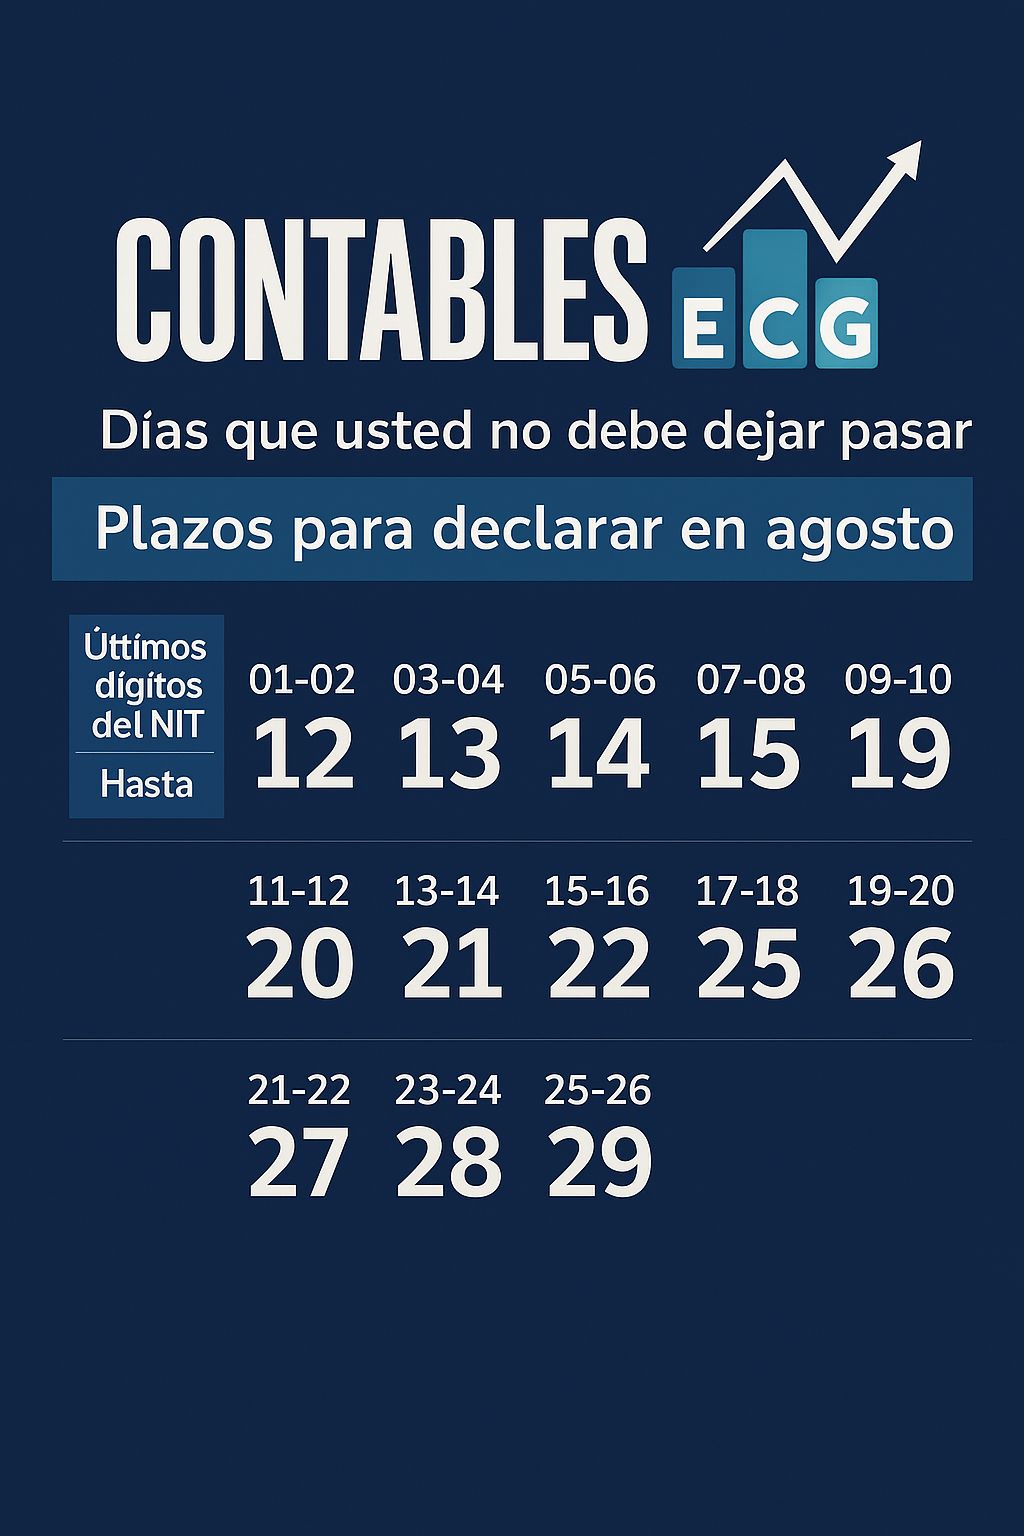 CONTABLES ECG
Días que usted no debe dejar pasar
Plazos para declarar en agosto
Úttímos
dígítos
del NIT
Hasta
01-02 03-04 05-06 07-08 09-10
12 13 14 15 19
11-12 13-14 15-16 17-18 19-20
20 21 22 25 26
21-22 23-24 25-26
27 28 29